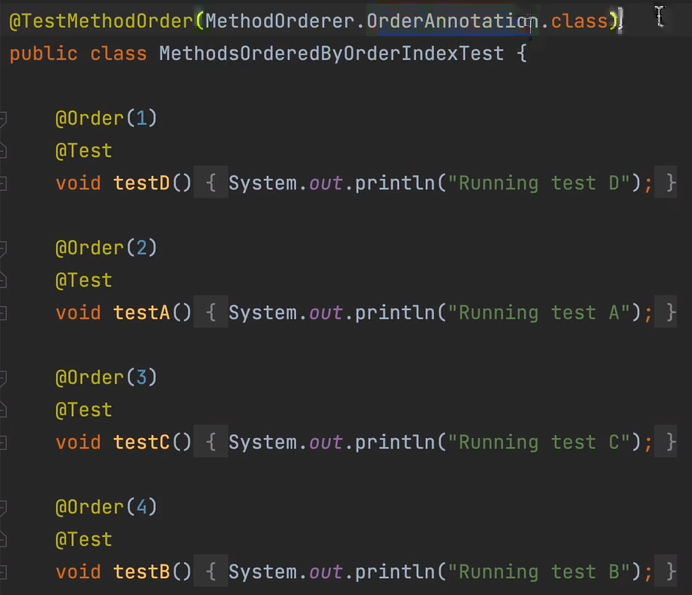 @TestMethodOrder(MethodOrderer.OrderAnnotation.class)
public class MethodsOrderedByOrderIndexTest {
@Order(1)
@Test
void testD() { System.out.println("Running test D"); }
@Order(2)
@Test
void testA() { System.out.println("Running test A"); }
@Order(3)
@Test
void testC() { System.out.println("Running test C"); }
@Order(4)
@Test
void testB() { System.out.println("Running test B"); }